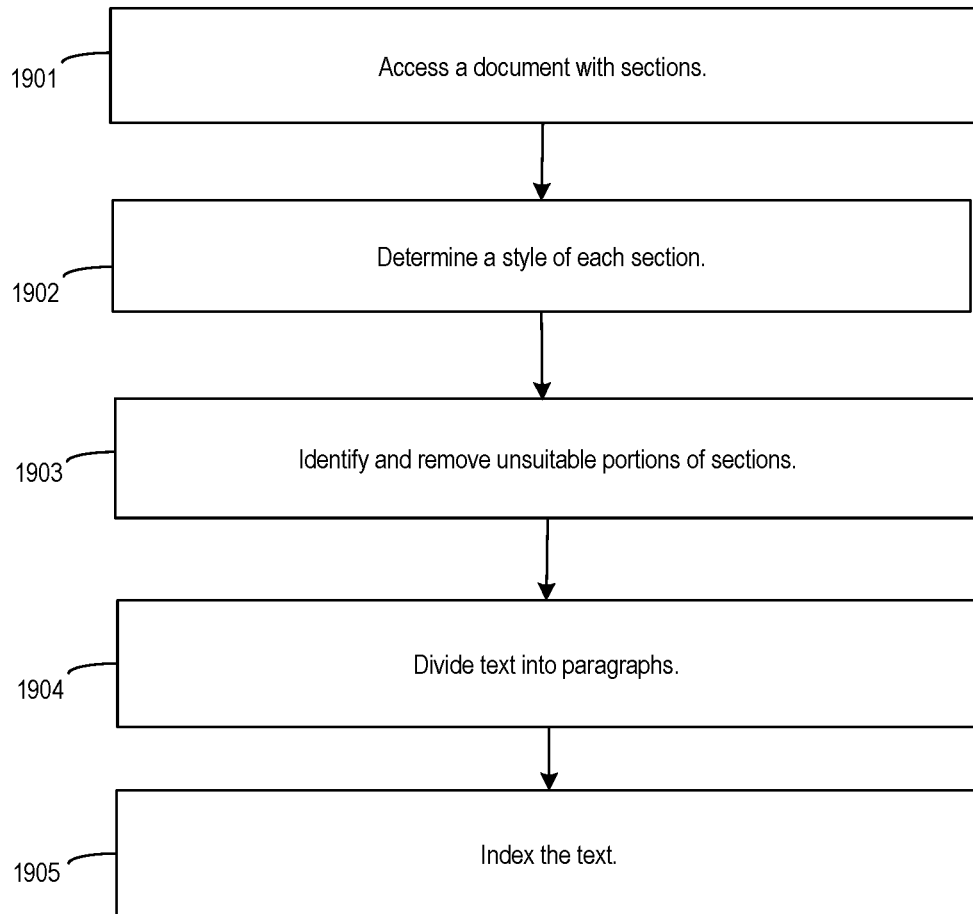 1901
Access a document with sections.
1902
Determine a style of each section.
1903
Identify and remove unsuitable portions of sections.
1904
Divide text into paragraphs.
1905
Index the text.